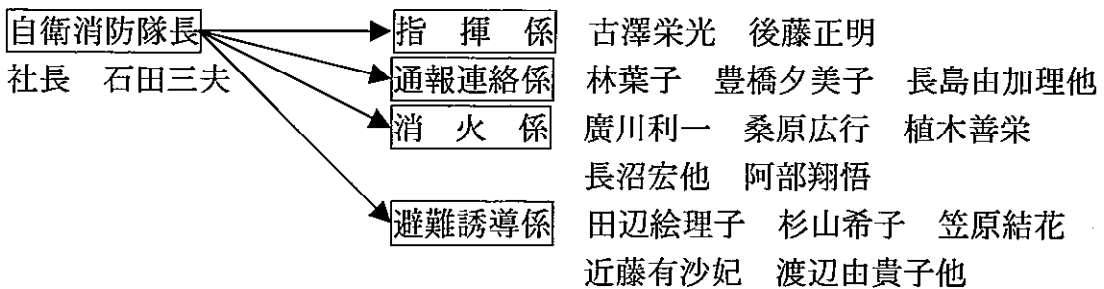 自衛消防隊長 指揮係 古澤栄光 後藤正明
社長 石田三夫 通報連絡係 林葉子 豊橋夕美子 長島由加理他
消火係 廣川利一 桑原広行 植木善栄
長沼宏他 阿部翔悟
避難誘導係 田辺絵理子 杉山希子 笠原結花
近藤有沙妃 渡辺由貴子他